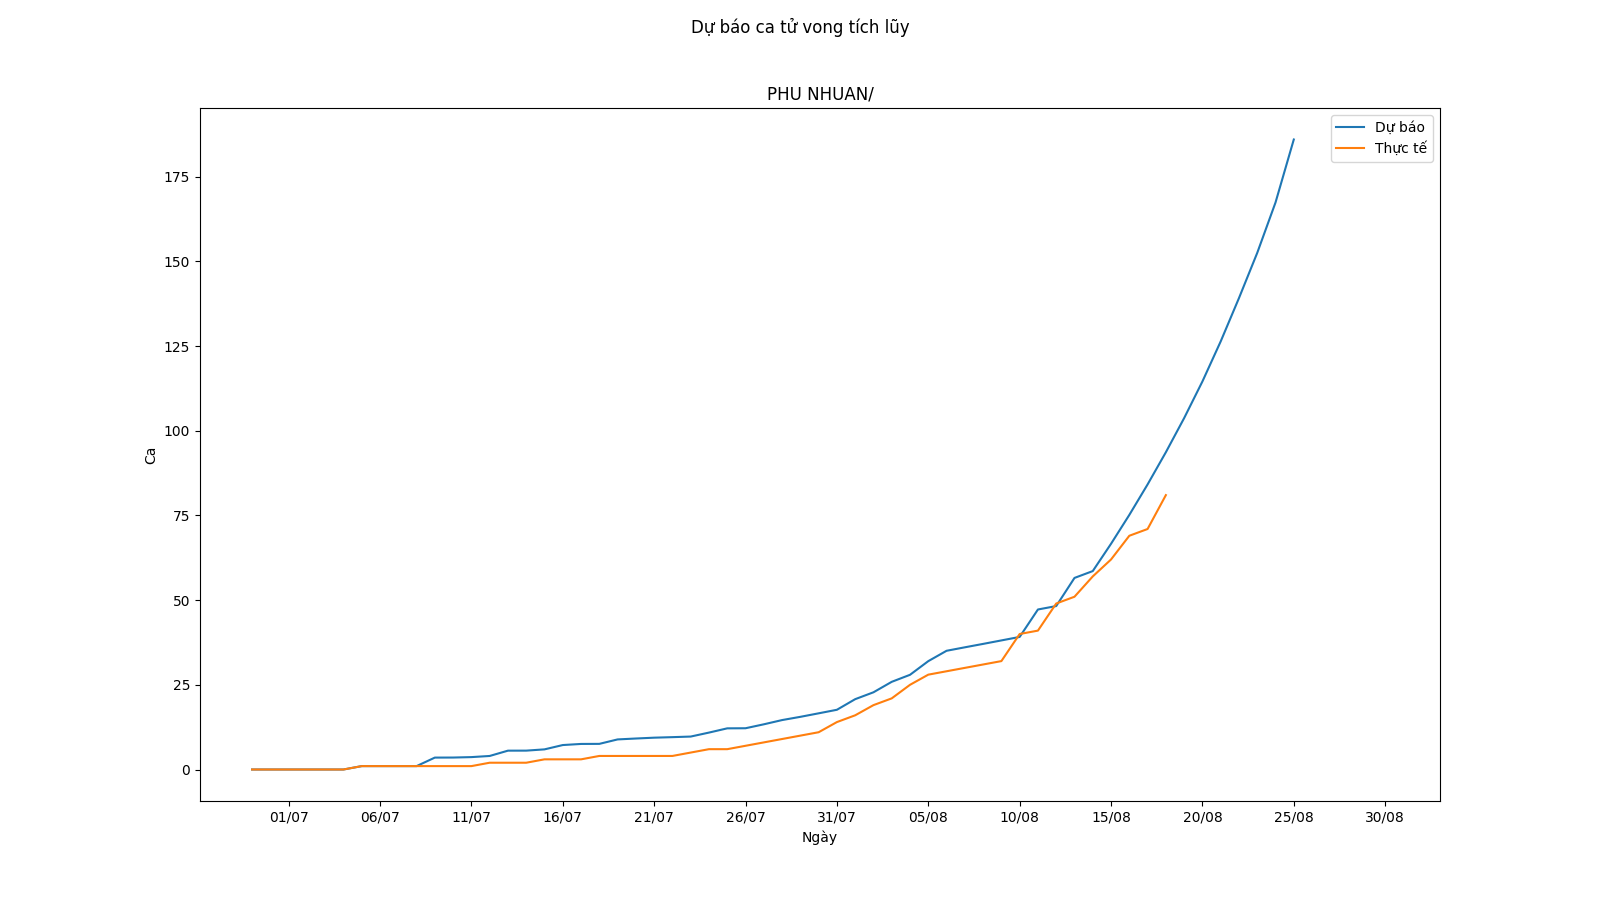 Dự báo ca tử vong tích lũy
PHU NHUAN/
Dự báo
Thực tế
175
150
125
100
75
50
25
0
Ca
01/07 06/07 11/07 16/07 21/07 26/07 31/07 05/08 10/08 15/08 20/08 25/08 30/08
Ngày